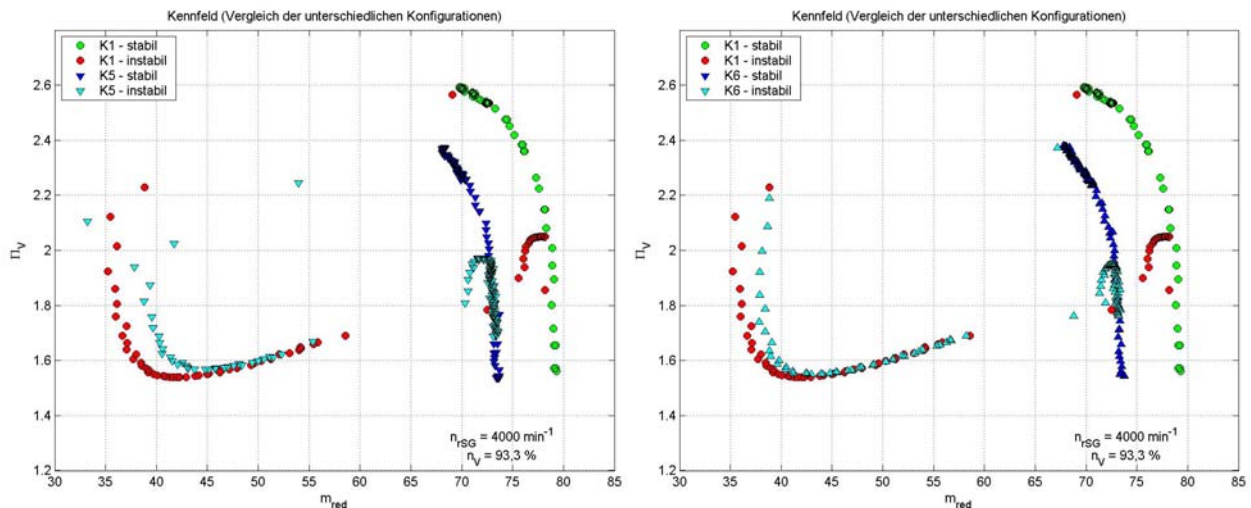 Kennfeld (Vergleich der unterschiedlichen Konfigurationen)
K1 - stabil
K1 - instabil
K5 - stabil
K5 - instabil
2.6
2.4
2.2
2
1.8
1.6
1.4
1.2
Π_V
n_rSG = 4000 min⁻¹
n_V = 93,3 %
30 35 40 45 50 55 60 65 70 75 80 85
m_red
Kennfeld (Vergleich der unterschiedlichen Konfigurationen)
K1 - stabil
K1 - instabil
K6 - stabil
K6 - instabil
2.6
2.4
2.2
2
1.8
1.6
1.4
1.2
Π_V
n_rSG = 4000 min⁻¹
n_V = 93,3 %
30 35 40 45 50 55 60 65 70 75 80 85
m_red